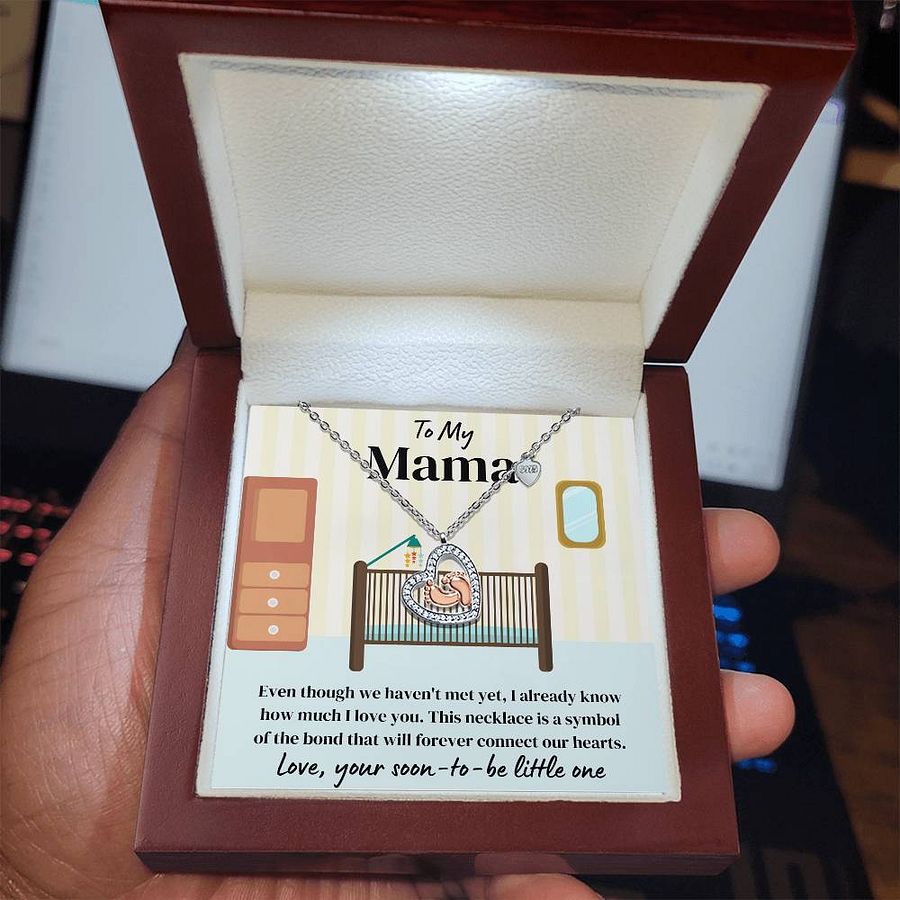 To My
Mama
Even though we haven't met yet, I already know
how much I love you. This necklace is a symbol
of the bond that will forever connect our hearts.
Love, your soon-to-be little one